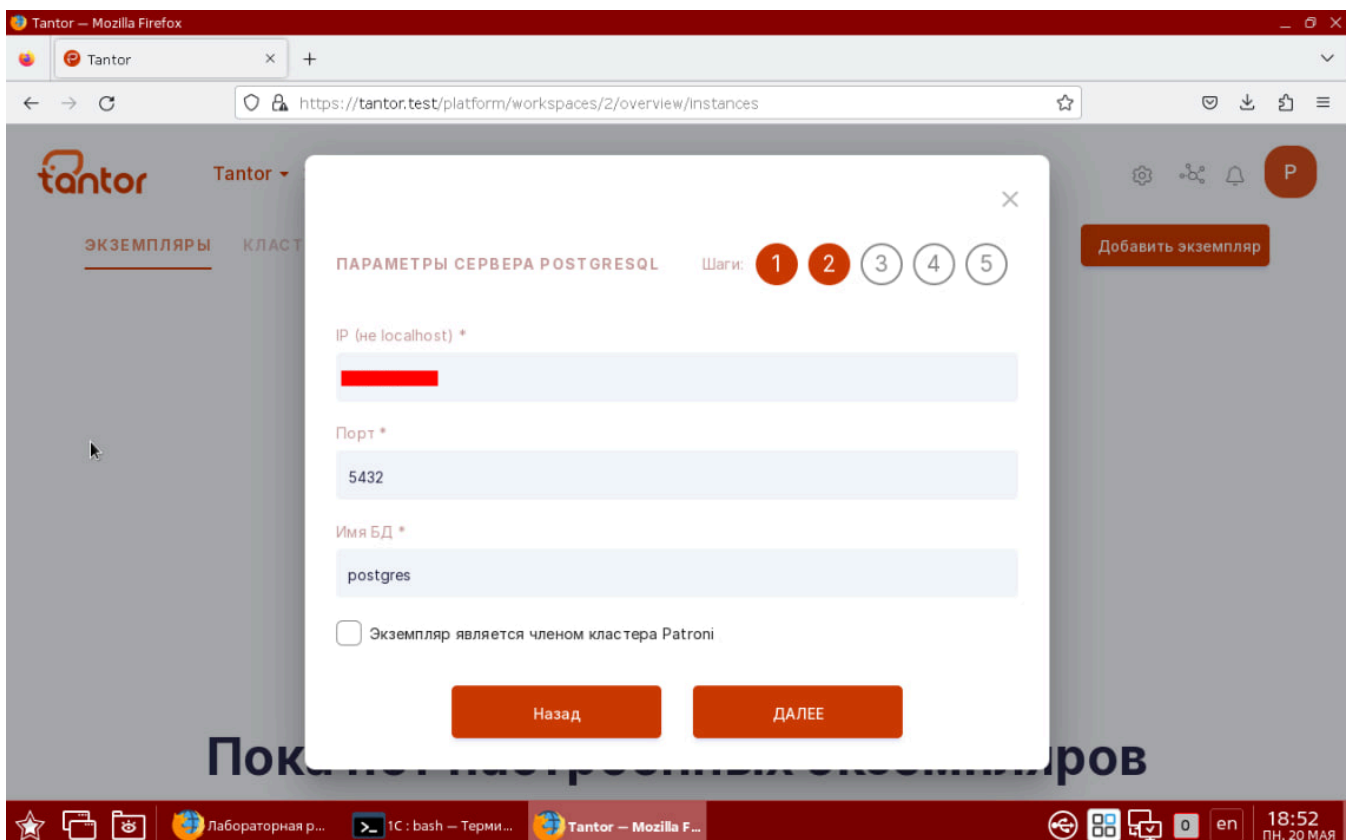 Tantor — Mozilla Firefox
Tantor
https://tantor.test/platform/workspaces/2/overview/instances
tantor
Tantor
P
ЭКЗЕМПЛЯРЫ
КЛАСТ
Добавить экземпляр
ПАРАМЕТРЫ СЕРВЕРА POSTGRESQL
Шаги: 1 2 3 4 5
IP (не localhost) *
Порт *
5432
Имя БД *
postgres
Экземпляр является членом кластера Patroni
Назад
ДАЛЕЕ
Пока нет настроенных экземпляров
Лабораторная р...
1C : bash — Терми...
Tantor — Mozilla F...
0
en
18:52
ПН, 20 МАЯ